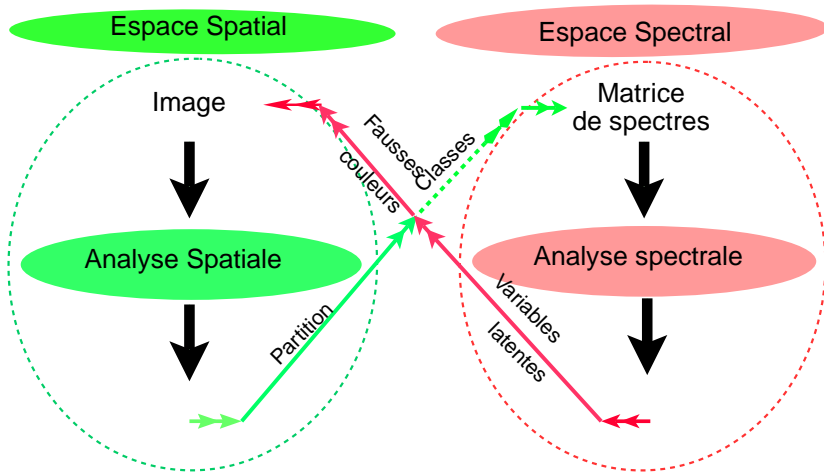 Espace Spatial
Espace Spectral
Image
Matrice
de spectres
Fausses
couleurs
Classes
Analyse Spatiale
Analyse spectrale
Partition
Variables
latentes